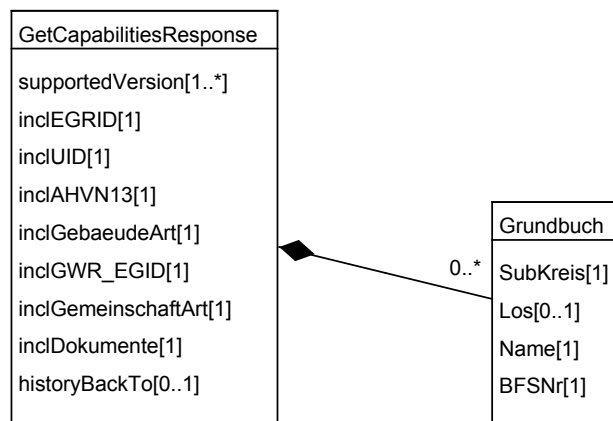 GetCapabilitiesResponse
supportedVersion[1..*]
inclEGRID[1]
inclUID[1]
inclAHVN13[1]
inclGebaeudeArt[1]
inclGWR_EGID[1]
inclGemeinschaftArt[1]
inclDokumente[1]
historyBackTo[0..1]
0..*
Grundbuch
SubKreis[1]
Los[0..1]
Name[1]
BFSNr[1]